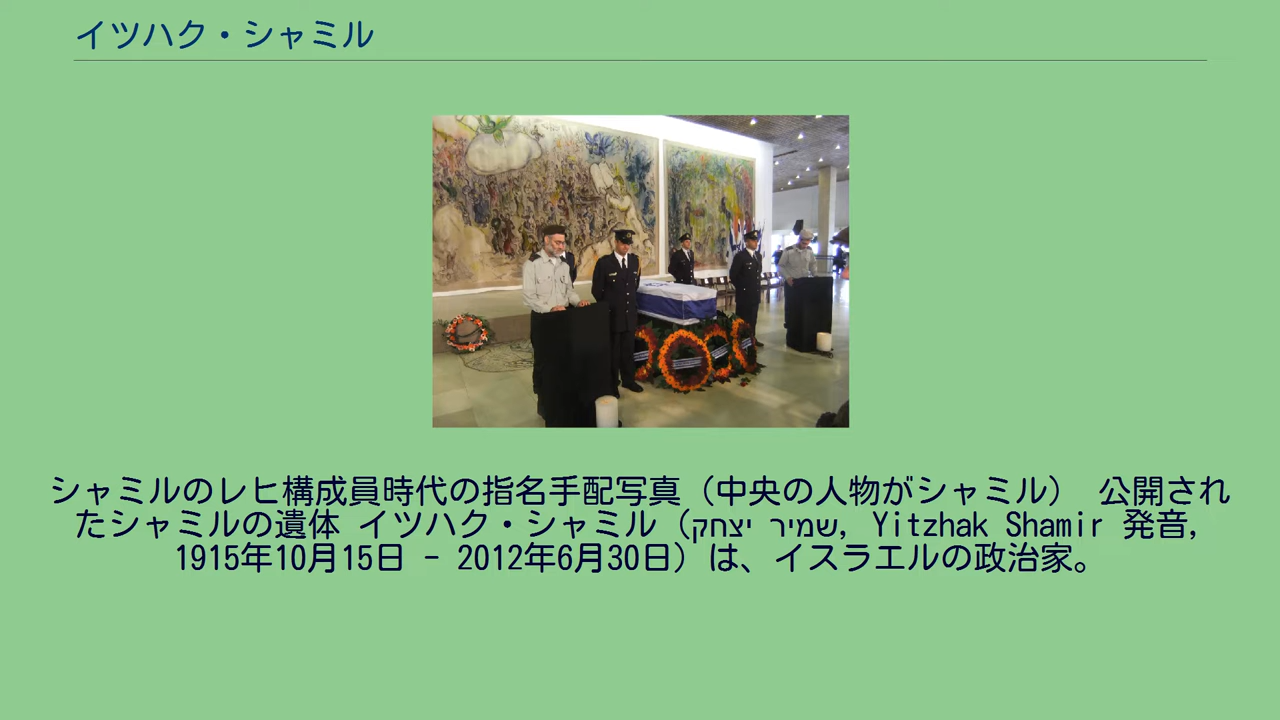 イツハク・シャミル
シャミルのレヒ構成員時代の指名手配写真（中央の人物がシャミル） 公開され
たシャミルの遺体 イツハク・シャミル（יצחק שמיר, Yitzhak Shamir 発音,
1915年10月15日 - 2012年6月30日）は、イスラエルの政治家。